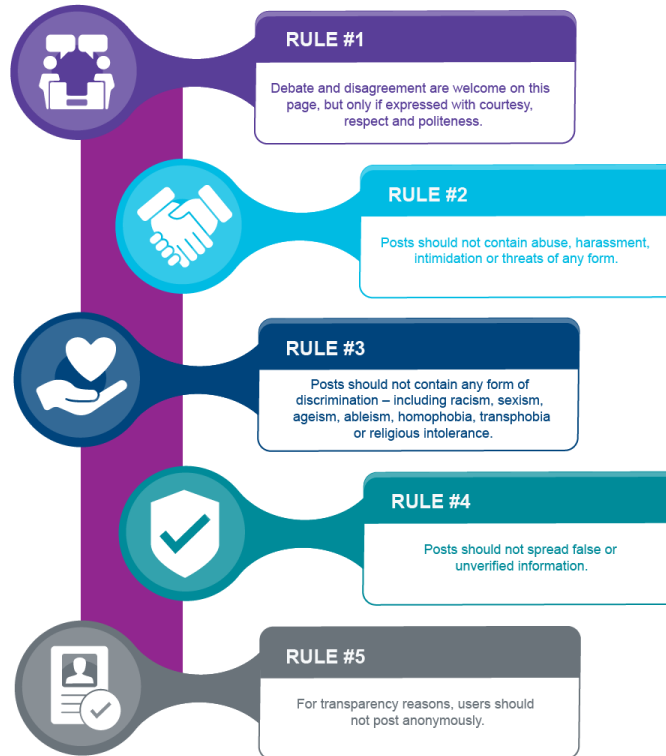 RULE #1
Debate and disagreement are welcome on this
page, but only if expressed with courtesy,
respect and politeness.
RULE #2
Posts should not contain abuse, harassment,
intimidation or threats of any form.
RULE #3
Posts should not contain any form of
discrimination – including racism, sexism,
ageism, ableism, homophobia, transphobia
or religious intolerance.
RULE #4
Posts should not spread false or
unverified information.
RULE #5
For transparency reasons, users should
not post anonymously.